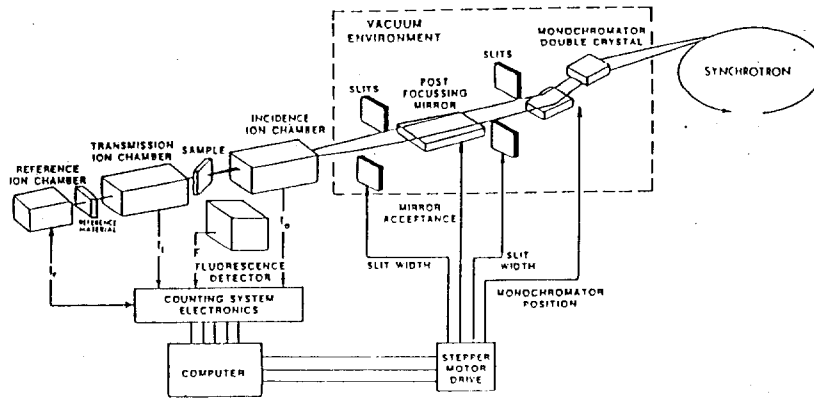 VACUUM
ENVIRONMENT
MONOCHROMATOR
DOUBLE CRYSTAL
SYNCHROTRON
SLITS
POST
FOCUSSING
MIRROR
SLITS
INCIDENCE
ION CHAMBER
SAMPLE
TRANSMISSION
ION CHAMBER
REFERENCE
ION CHAMBER
REFERENCE
MATERIAL
MIRROR
ACCEPTANCE
SLIT WIDTH
SLIT
WIDTH
MONOCHROMATOR
POSITION
Ir
It
F
Io
FLUORESCENCE
DETECTOR
COUNTING SYSTEM
ELECTRONICS
COMPUTER
STEPPER
MOTOR
DRIVE